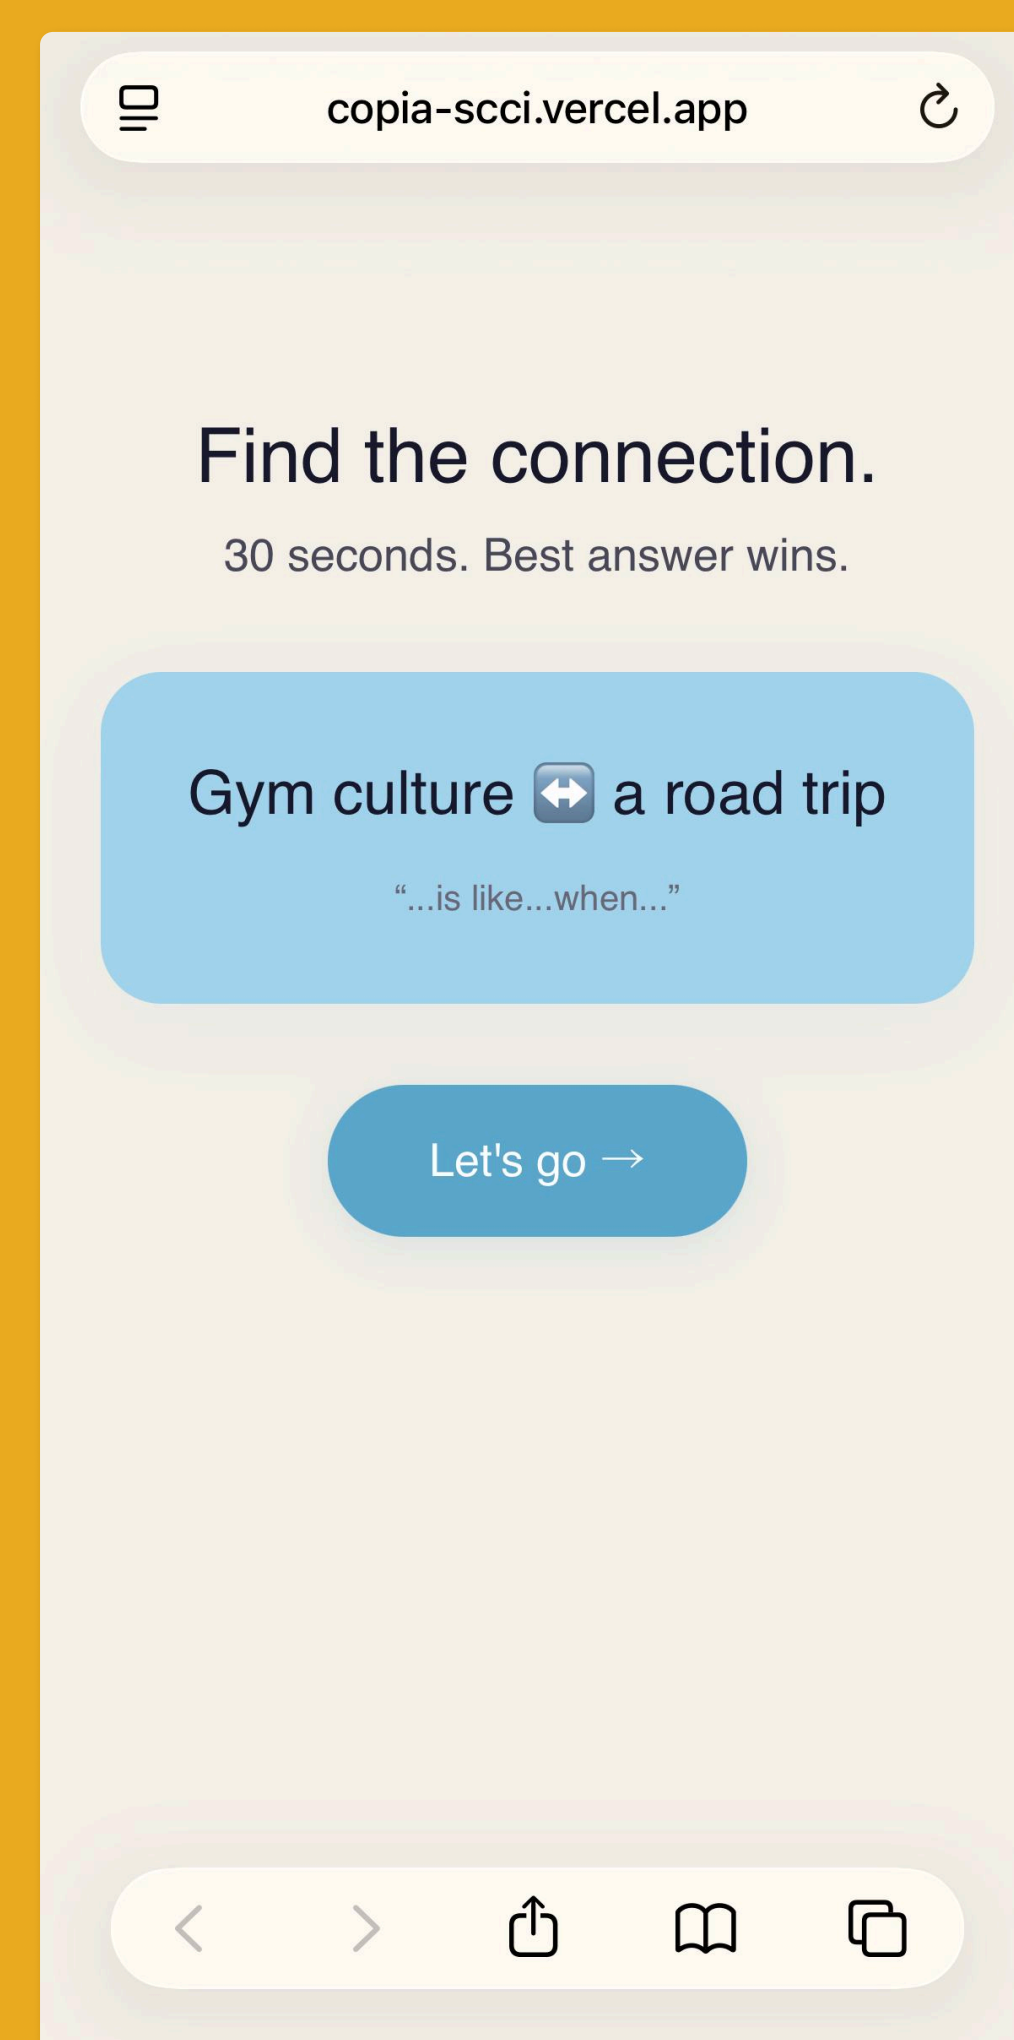 copia-scci.vercel.app
Find the connection.
30 seconds. Best answer wins.
Gym culture ↔️ a road trip
“...is like...when...”
Let's go →